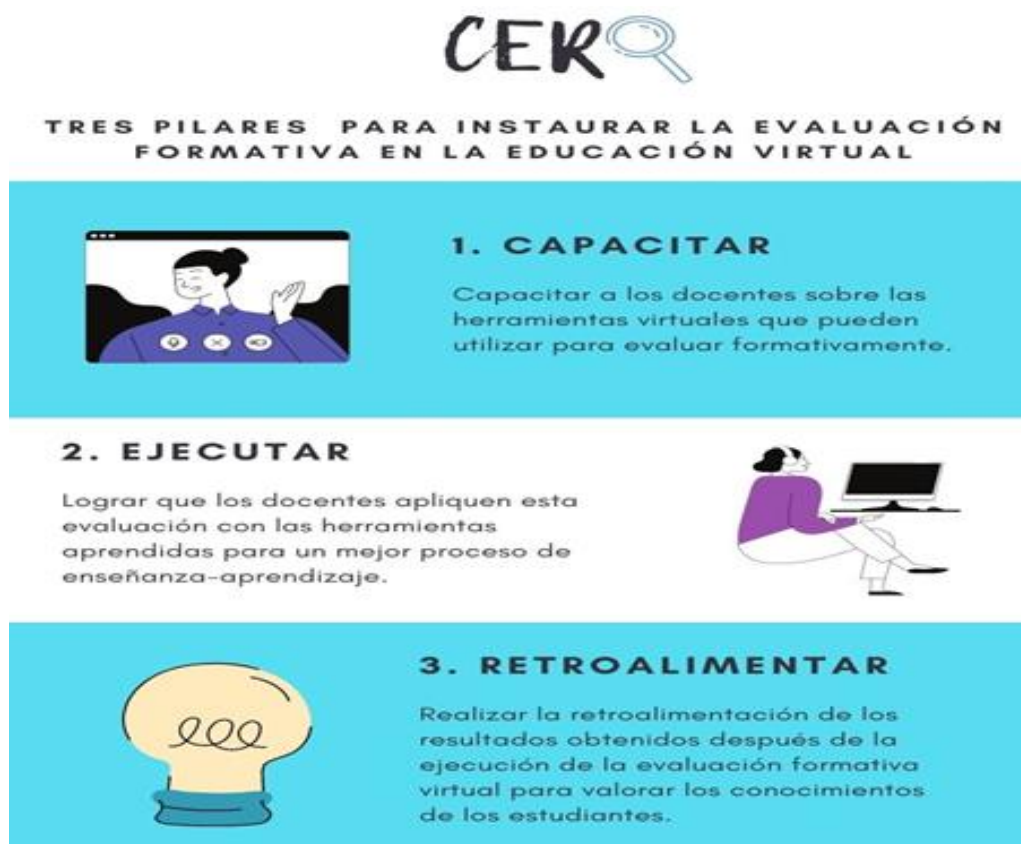 CER
TRES PILARES PARA INSTAURAR LA EVALUACIÓN
FORMATIVA EN LA EDUCACIÓN VIRTUAL
1. CAPACITAR
Capacitar a los docentes sobre las
herramientas virtuales que pueden
utilizar para evaluar formativamente.
2. EJECUTAR
Lograr que los docentes apliquen esta
evaluación con las herramientas
aprendidas para un mejor proceso de
enseñanza-aprendizaje.
3. RETROALIMENTAR
Realizar la retroalimentación de los
resultados obtenidos después de la
ejecución de la evaluación formativa
virtual para valorar los conocimientos
de los estudiantes.